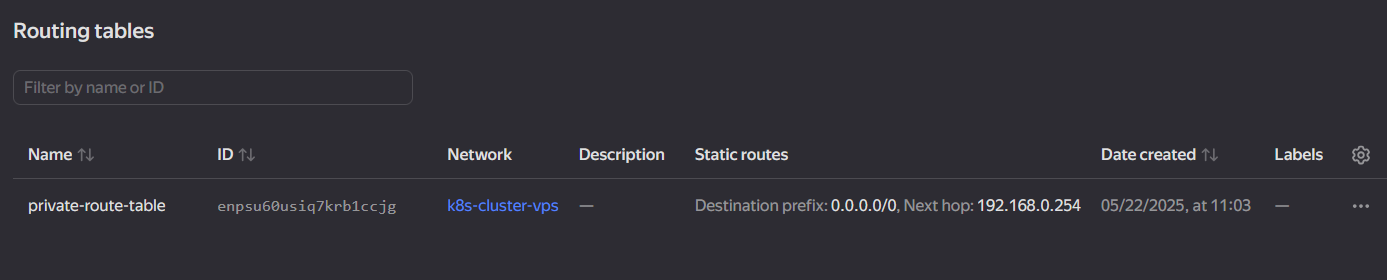 Routing tables
Filter by name or ID
Name ID Network Description Static routes Date created Labels
private-route-table enpsu60usiq7krb1ccjg k8s-cluster-vps — Destination prefix: 0.0.0.0/0, Next hop: 192.168.0.254 05/22/2025, at 11:03 —